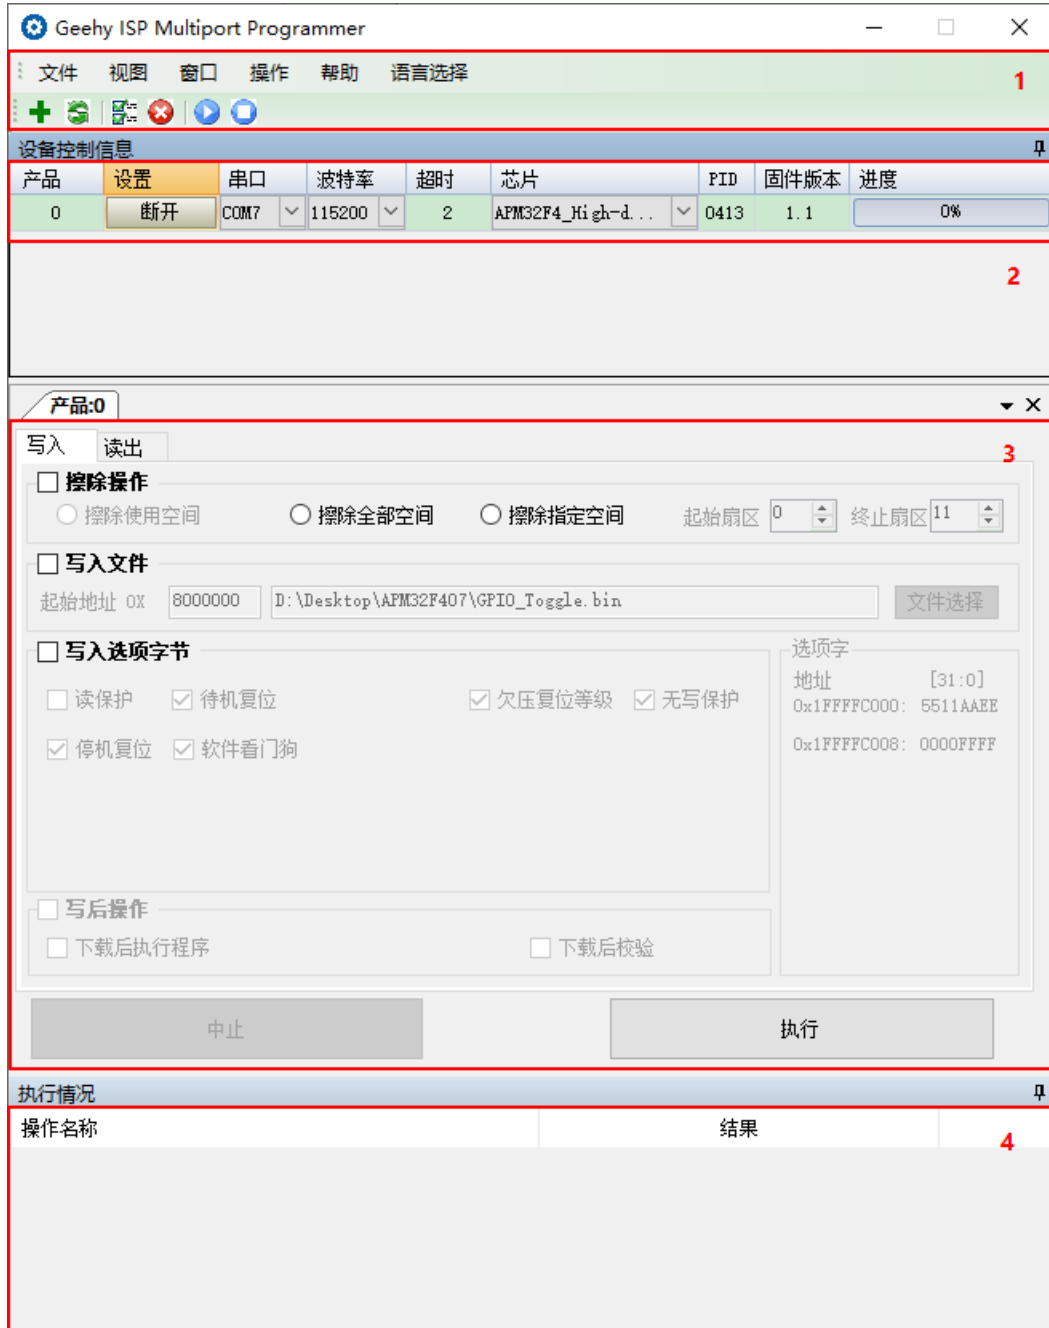 Geehy ISP Multiport Programmer
文件 视图 窗口 操作 帮助 语言选择
1
设备控制信息
产品 设置 串口 波特率 超时 芯片 PID 固件版本 进度
0 断开 COM7 115200 2 APM32F4_High-d... 0413 1.1 0%
2
产品:0
写入 读出
3
擦除操作
擦除使用空间 擦除全部空间 擦除指定空间 起始扇区 0 终止扇区 11
写入文件
起始地址 0X 8000000 D:\Desktop\APM32F407\GPIO_Toggle.bin 文件选择
写入选项字节
选项字
读保护 待机复位 欠压复位等级 无写保护
地址 [31:0]
0x1FFFFC000: 5511AAEE
停机复位 软件看门狗
0x1FFFFC008: 0000FFFF
写后操作
下载后执行程序 下载后校验
中止 执行
执行情况
操作名称 结果
4